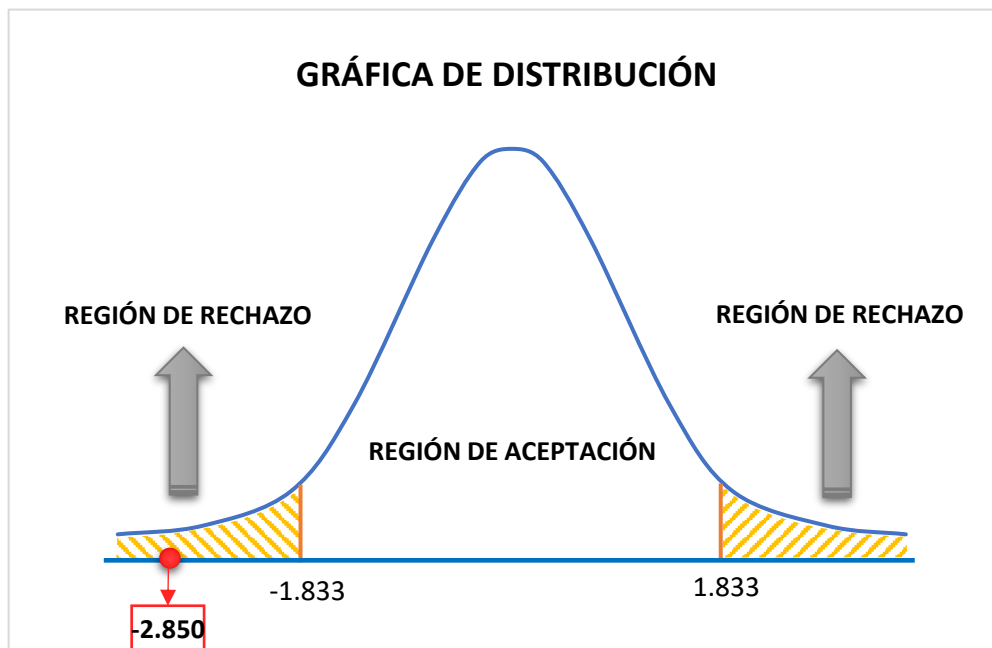 GRÁFICA DE DISTRIBUCIÓN
REGIÓN DE RECHAZO
REGIÓN DE RECHAZO
REGIÓN DE ACEPTACIÓN
-1.833
1.833
-2.850